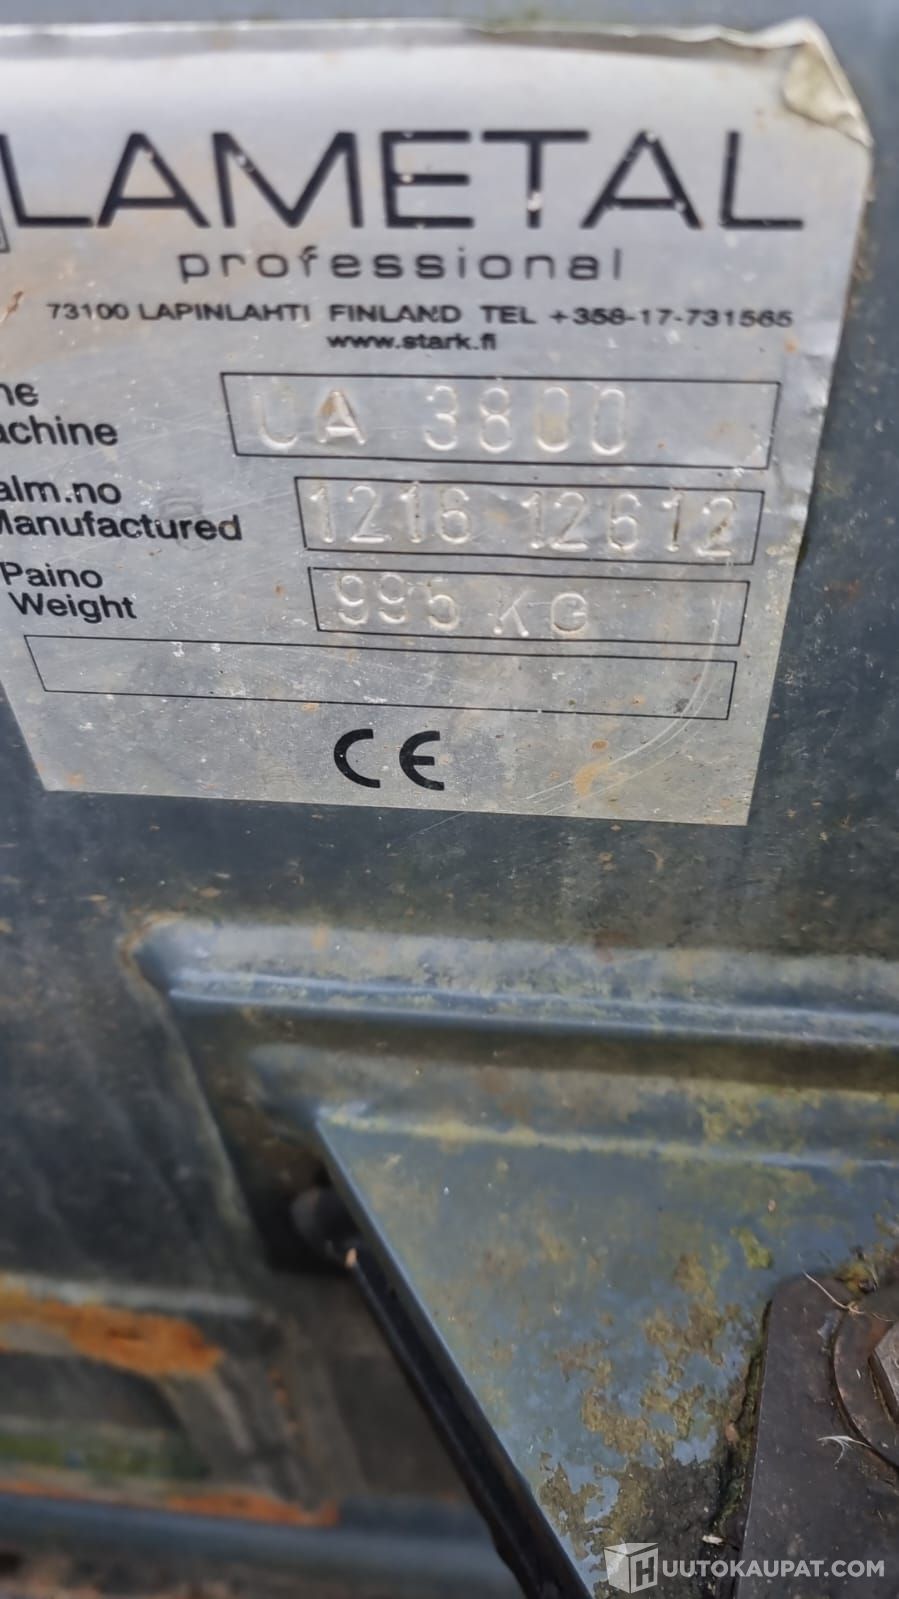 LAMETAL
professional
73100 LAPINLAHTI FINLAND TEL +358-17-731565
www.stark.fi
ne
achine UA 3800
alm.no
Manufactured 1216 12612
Paino
Weight 995 KG
CE
HUUTOKAUPAT.COM